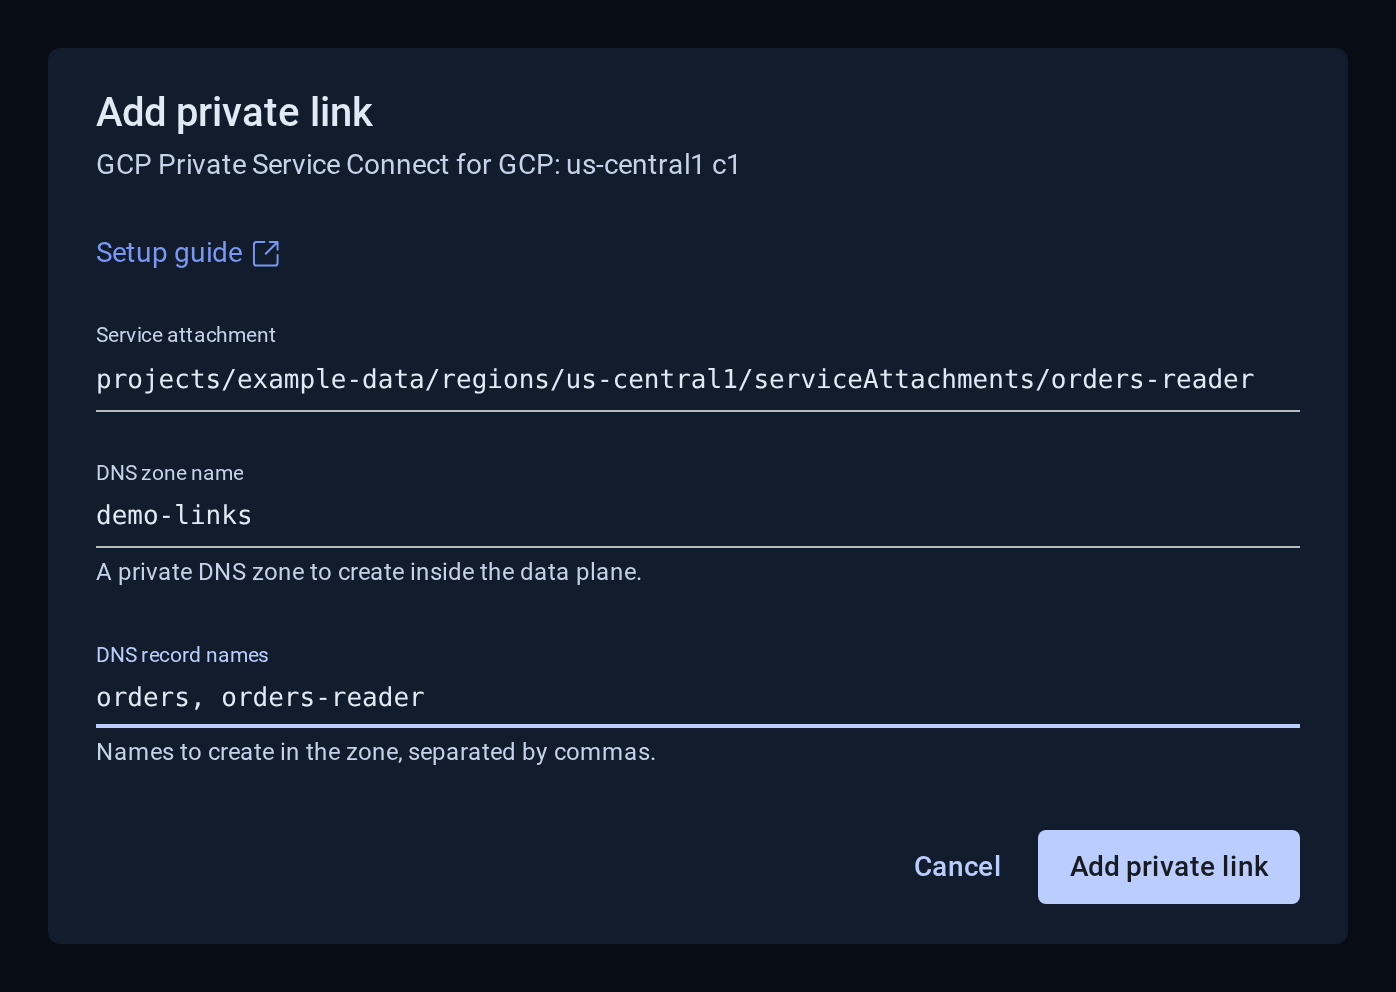 Add private link
GCP Private Service Connect for GCP: us-central1 c1
Setup guide
Service attachment
projects/example-data/regions/us-central1/serviceAttachments/orders-reader
DNS zone name
demo-links
A private DNS zone to create inside the data plane.
DNS record names
orders, orders-reader
Names to create in the zone, separated by commas.
Cancel
Add private link